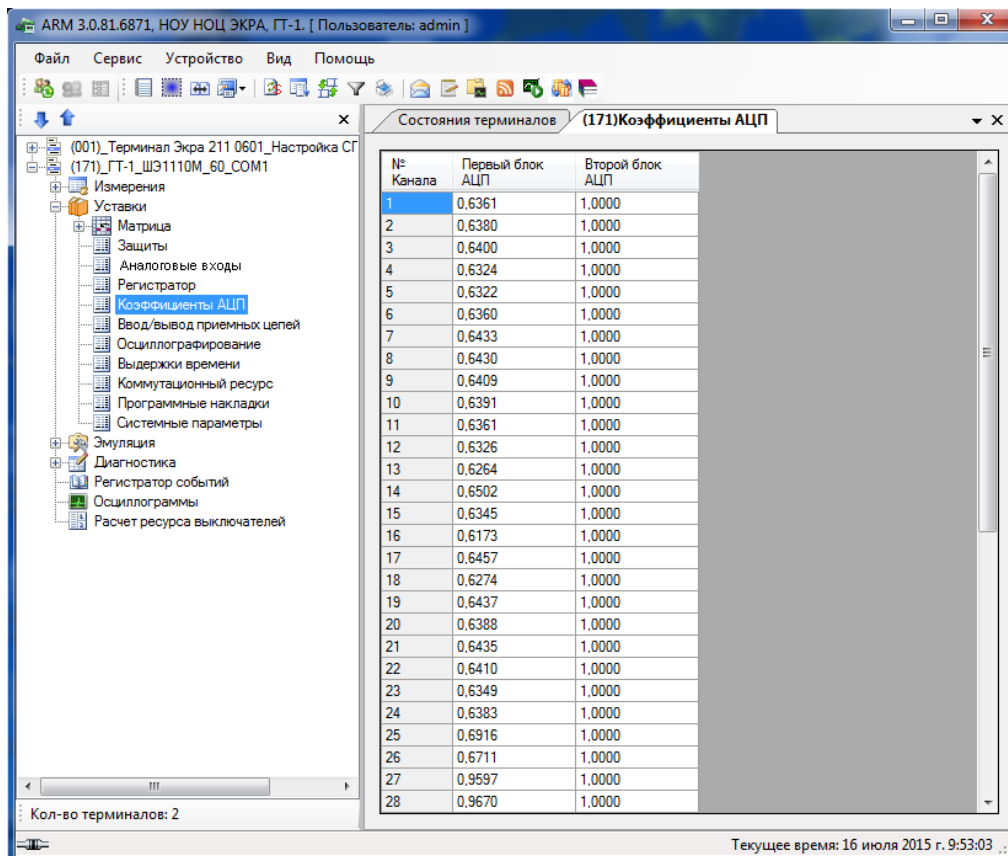 ARM 3.0.81.6871, НОУ НОЦ ЭКРА, ГТ-1. [ Пользователь: admin ]
Файл Сервис Устройство Вид Помощь
Состояния терминалов (171)Коэффициенты АЦП
(001)_Терминал Экра 211 0601_Настройка СГ
(171)_ГТ-1_ШЭ1110М_60_COM1
Измерения
Уставки
Матрица
Защиты
Аналоговые входы
Регистратор
Коэффициенты АЦП
Ввод/вывод приемных цепей
Осциллографирование
Выдержки времени
Коммутационный ресурс
Программные накладки
Системные параметры
Эмуляция
Диагностика
Регистратор событий
Осциллограммы
Расчет ресурса выключателей
Кол-во терминалов: 2
№ Канала Первый блок АЦП Второй блок АЦП
1 0,6361 1,0000
2 0,6380 1,0000
3 0,6400 1,0000
4 0,6324 1,0000
5 0,6322 1,0000
6 0,6360 1,0000
7 0,6433 1,0000
8 0,6430 1,0000
9 0,6409 1,0000
10 0,6391 1,0000
11 0,6361 1,0000
12 0,6326 1,0000
13 0,6264 1,0000
14 0,6502 1,0000
15 0,6345 1,0000
16 0,6173 1,0000
17 0,6457 1,0000
18 0,6274 1,0000
19 0,6437 1,0000
20 0,6388 1,0000
21 0,6435 1,0000
22 0,6410 1,0000
23 0,6349 1,0000
24 0,6383 1,0000
25 0,6916 1,0000
26 0,6711 1,0000
27 0,9597 1,0000
28 0,9670 1,0000
Текущее время: 16 июля 2015 г. 9:53:03